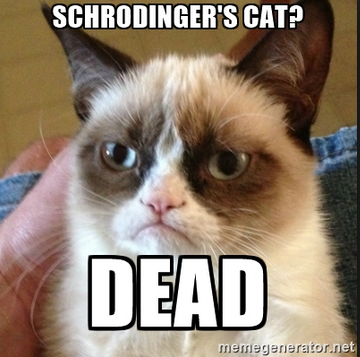 SCHRODINGER'S CAT?
DEAD
memegenerator.net